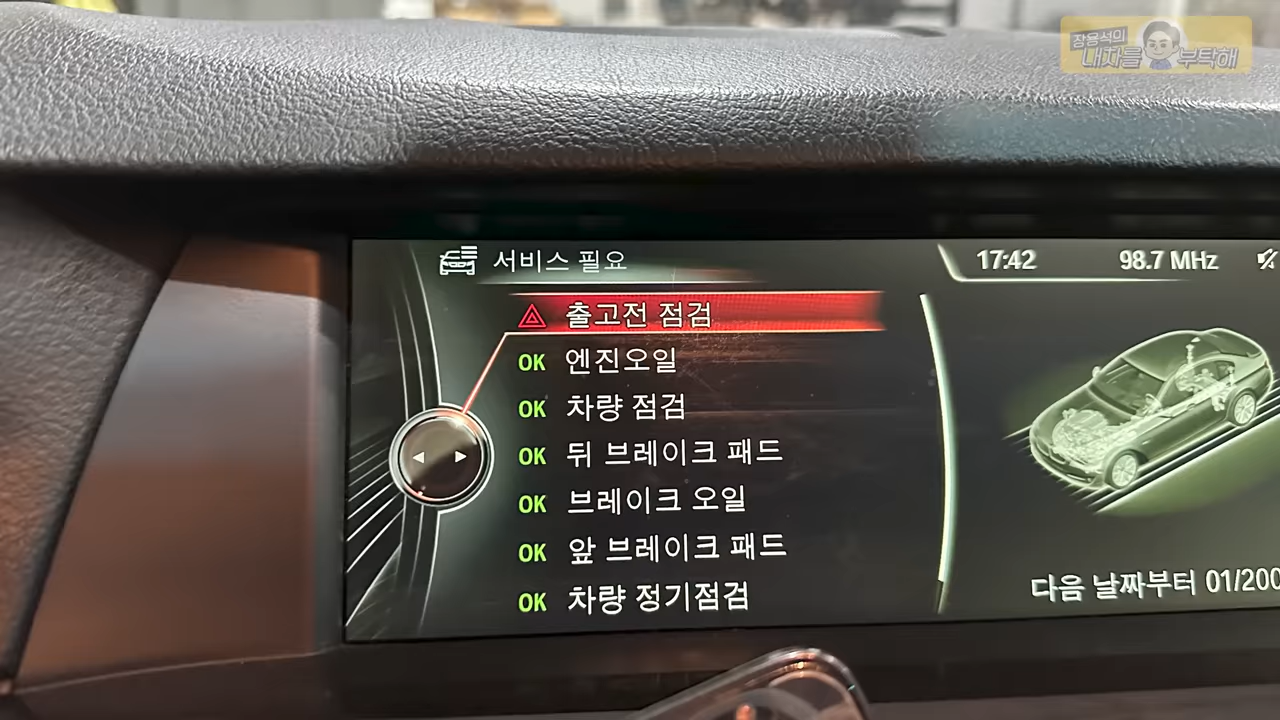 장용석의
내차를 부탁해
서비스 필요
17:42
98.7 MHz
출고전 점검
OK 엔진오일
OK 차량 점검
OK 뒤 브레이크 패드
OK 브레이크 오일
OK 앞 브레이크 패드
OK 차량 정기점검
다음 날짜부터 01/200